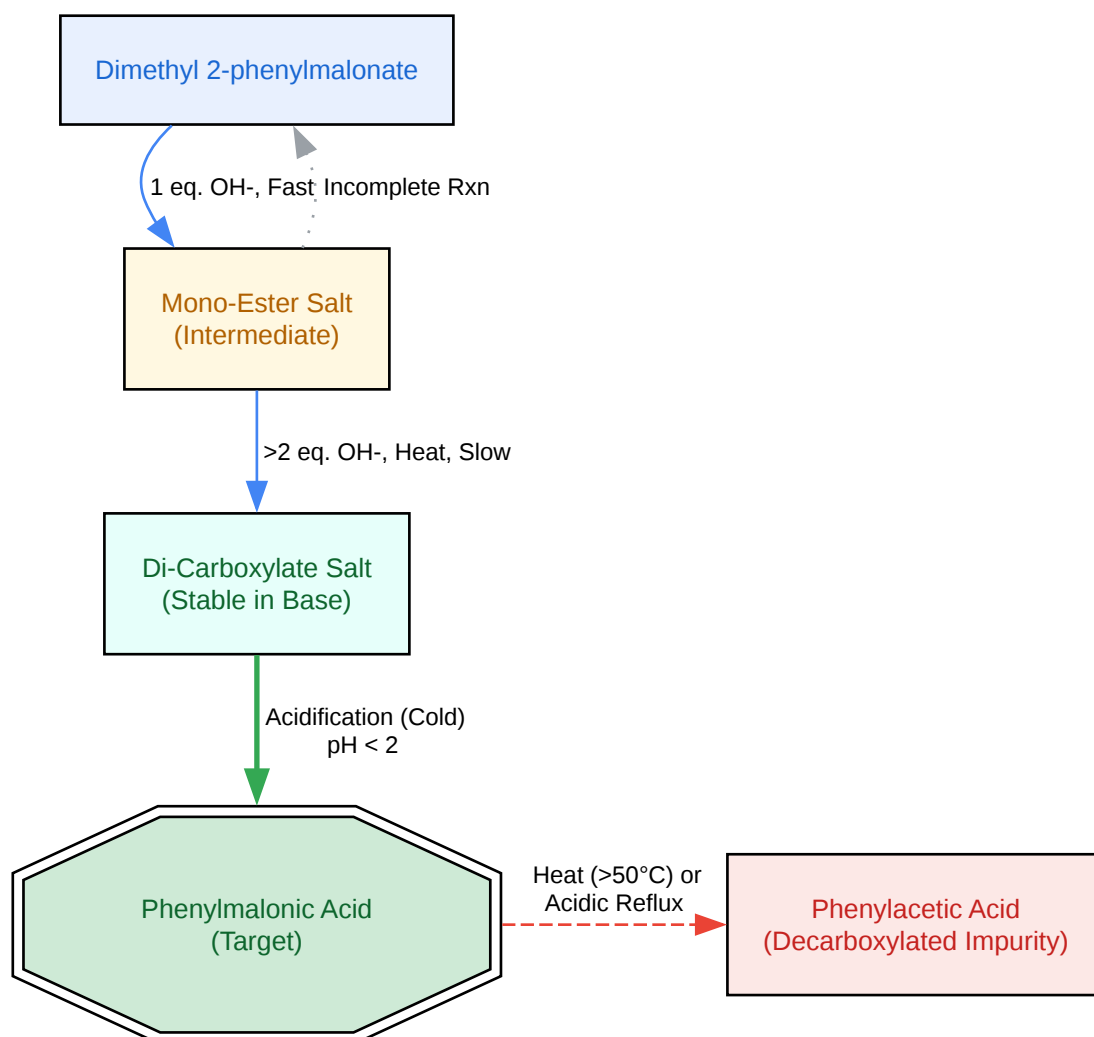 Dimethyl 2-phenylmalonate
1 eq. OH-, Fast
Incomplete Rxn
Mono-Ester Salt
(Intermediate)
>2 eq. OH-, Heat, Slow
Di-Carboxylate Salt
(Stable in Base)
Acidification (Cold)
pH < 2
Phenylmalonic Acid
(Target)
Heat (>50°C) or
Acidic Reflux
Phenylacetic Acid
(Decarboxylated Impurity)